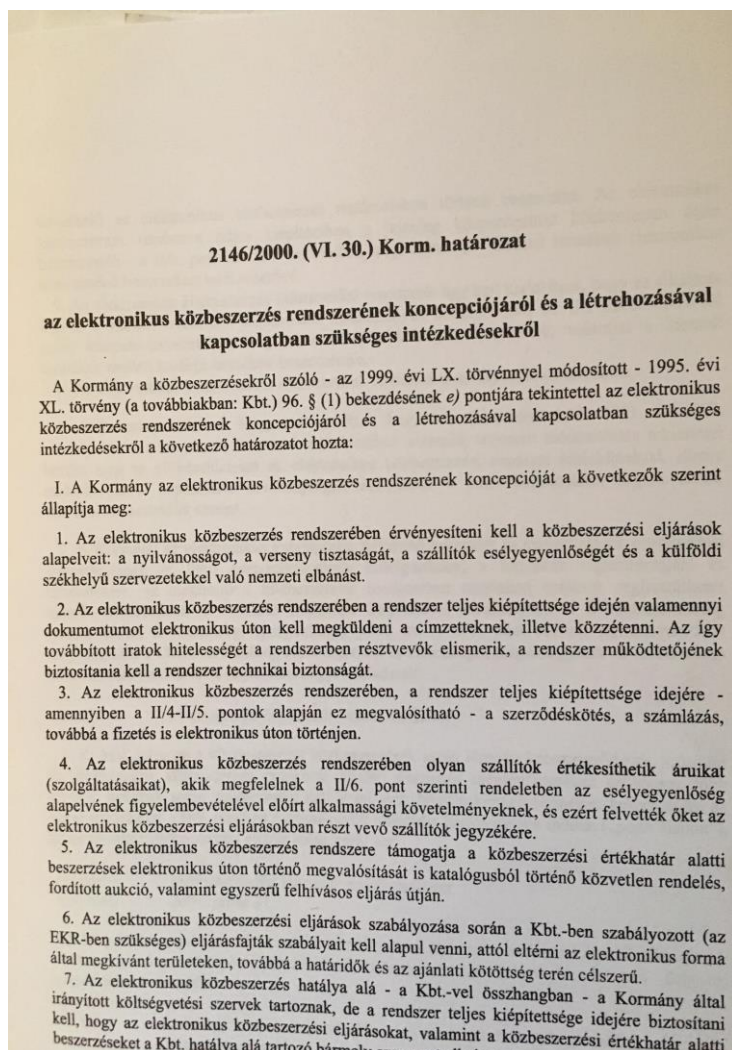 2146/2000. (VI. 30.) Korm. határozat
az elektronikus közbeszerzés rendszerének koncepciójáról és a létrehozásával
kapcsolatban szükséges intézkedésekről
A Kormány a közbeszerzésekről szóló - az 1999. évi LX. törvénnyel módosított - 1995. évi
XL. törvény (a továbbiakban: Kbt.) 96. § (1) bekezdésének e) pontjára tekintettel az elektronikus
közbeszerzés rendszerének koncepciójáról és a létrehozásával kapcsolatban szükséges
intézkedésekről a következő határozatot hozta:
I. A Kormány az elektronikus közbeszerzés rendszerének koncepcióját a következők szerint
állapítja meg:
1. Az elektronikus közbeszerzés rendszerében érvényesíteni kell a közbeszerzési eljárások
alapelveit: a nyilvánosságot, a verseny tisztaságát, a szállítók esélyegyenlőségét és a külföldi
székhelyű szervezetekkel való nemzeti elbánást.
2. Az elektronikus közbeszerzés rendszerében a rendszer teljes kiépítettsége idején valamennyi
dokumentumot elektronikus úton kell megküldeni a címzetteknek, illetve közzétenni. Az így
továbbított iratok hitelességét a rendszerben résztvevők elismerik, a rendszer működtetőjének
biztosítania kell a rendszer technikai biztonságát.
3. Az elektronikus közbeszerzés rendszerében, a rendszer teljes kiépítettsége idejére -
amennyiben a II/4-II/5. pontok alapján ez megvalósítható - a szerződéskötés, a számlázás,
továbbá a fizetés is elektronikus úton történjen.
4. Az elektronikus közbeszerzés rendszerében olyan szállítók értékesíthetik áruikat
(szolgáltatásaikat), akik megfelelnek a II/6. pont szerinti rendeletben az esélyegyenlőség
alapelvének figyelembevételével előírt alkalmassági követelményeknek, és ezért felvették őket az
elektronikus közbeszerzési eljárásokban részt vevő szállítók jegyzékére.
5. Az elektronikus közbeszerzés rendszere támogatja a közbeszerzési értékhatár alatti
beszerzések elektronikus úton történő megvalósítását is katalógusból történő közvetlen rendelés,
fordított aukció, valamint egyszerű felhívásos eljárás útján.
6. Az elektronikus közbeszerzési eljárások szabályozása során a Kbt.-ben szabályozott (az
EKR-ben szükséges) eljárásfajták szabályait kell alapul venni, attól eltérni az elektronikus forma
által megkívánt területeken, továbbá a határidők és az ajánlati kötöttség terén célszerű.
7. Az elektronikus közbeszerzés hatálya alá - a Kbt.-vel összhangban - a Kormány által
irányított költségvetési szervek tartoznak, de a rendszer teljes kiépítettsége idejére biztosítani
kell, hogy az elektronikus közbeszerzési eljárásokat, valamint a közbeszerzési értékhatár alatti
beszerzéseket a Kbt. hatálya alá tartozó